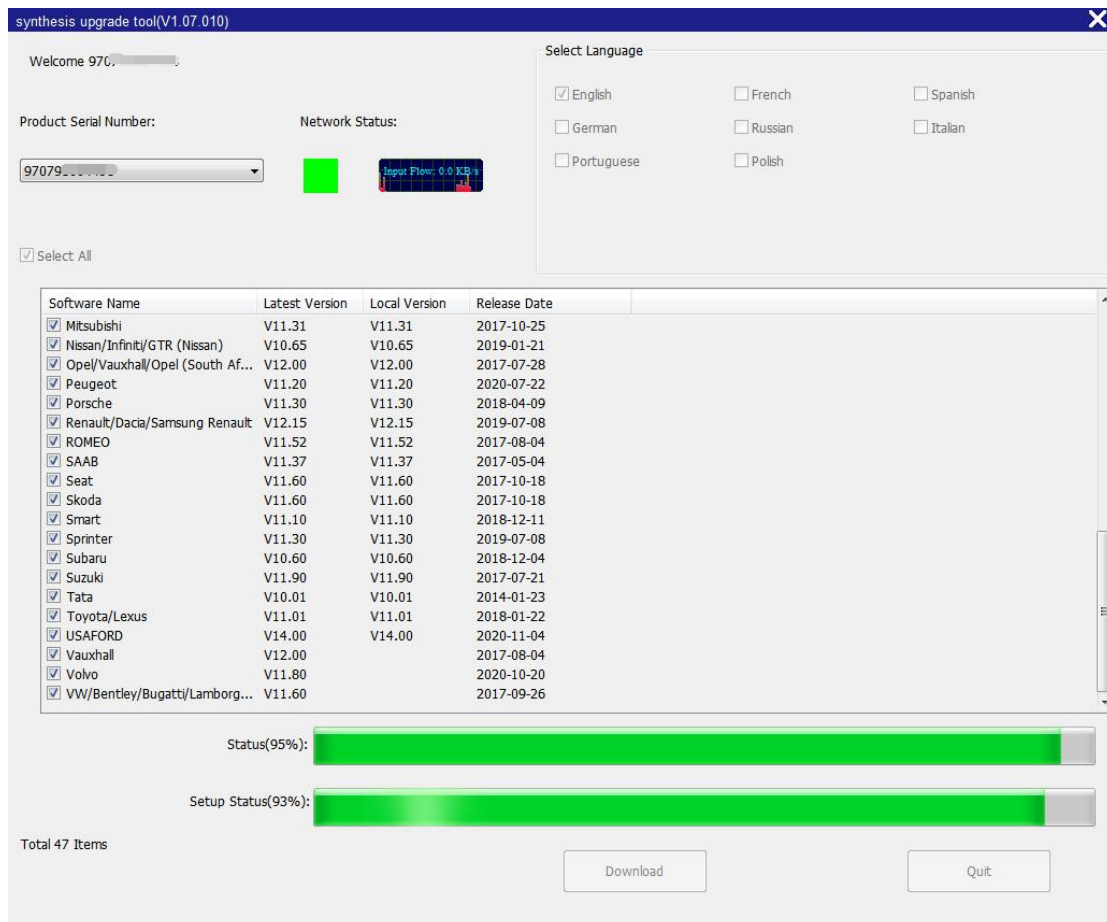 synthesis upgrade tool(V1.07.010)
Welcome
Select Language
English French Spanish
German Russian Italian
Portuguese Polish
Product Serial Number: Network Status:
Input Flow: 0.0 KB/s
Select All
Software Name Latest Version Local Version Release Date
Mitsubishi V11.31 V11.31 2017-10-25
Nissan/Infiniti/GTR (Nissan) V10.65 V10.65 2019-01-21
Opel/Vauxhall/Opel (South Af... V12.00 V12.00 2017-07-28
Peugeot V11.20 V11.20 2020-07-22
Porsche V11.30 V11.30 2018-04-09
Renault/Dacia/Samsung Renault V12.15 V12.15 2019-07-08
ROMEO V11.52 V11.52 2017-08-04
SAAB V11.37 V11.37 2017-05-04
Seat V11.60 V11.60 2017-10-18
Skoda V11.60 V11.60 2017-10-18
Smart V11.10 V11.10 2018-12-11
Sprinter V11.30 V11.30 2019-07-08
Subaru V10.60 V10.60 2018-12-04
Suzuki V11.90 V11.90 2017-07-21
Tata V10.01 V10.01 2014-01-23
Toyota/Lexus V11.01 V11.01 2018-01-22
USAFORD V14.00 V14.00 2020-11-04
Vauxhall V12.00 2017-08-04
Volvo V11.80 2020-10-20
VW/Bentley/Bugatti/Lamborg... V11.60 2017-09-26
Status(95%):
Setup Status(93%):
Total 47 Items
Download Quit